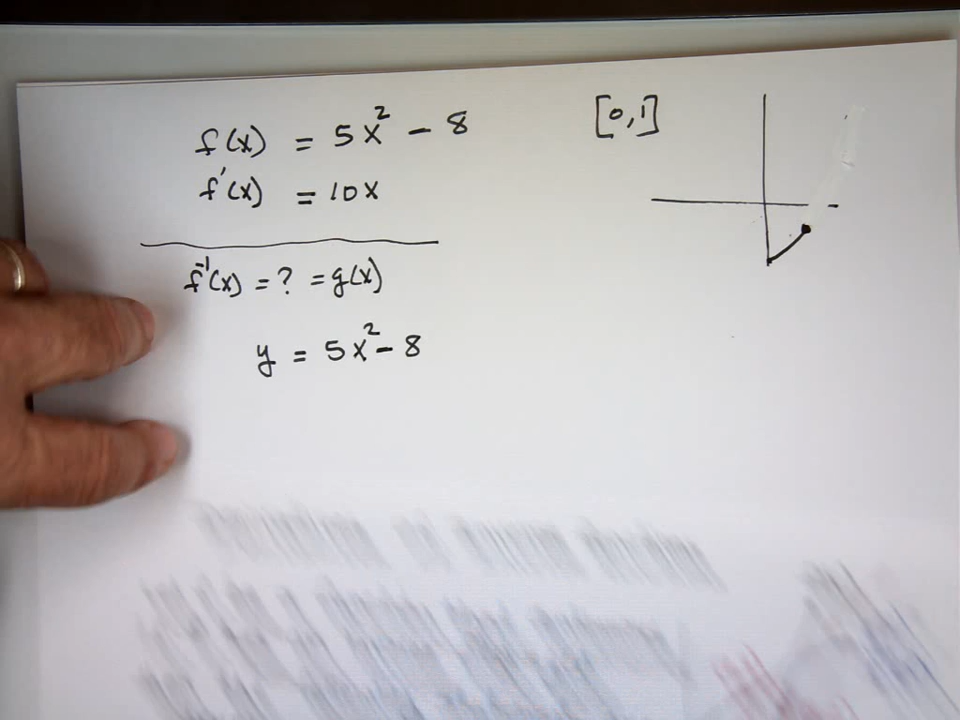 f(x) = 5x² - 8
[0,1]
f'(x) = 10x
f⁻¹(x) = ? = g(x)
y = 5x² - 8